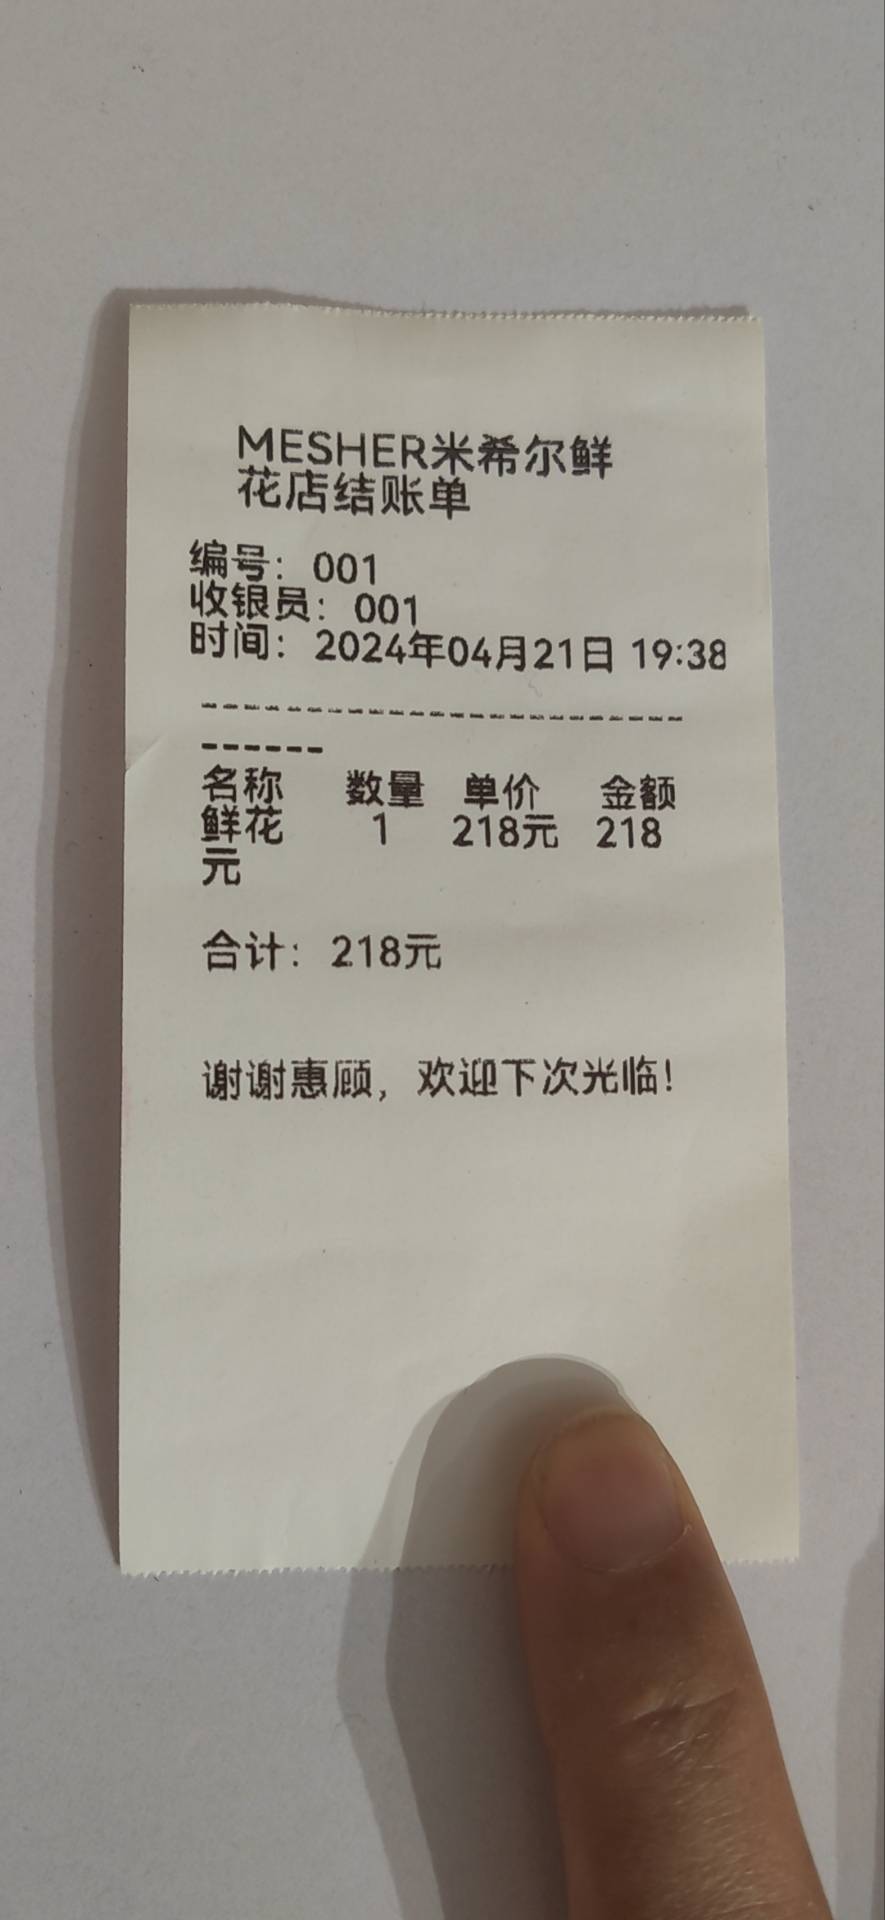 MESHER米希尔鲜
花店结账单
编号：001
收银员：001
时间：2024年04月21日 19:38
--------------------------------
------
名称 数量 单价 金额
鲜花 1 218元 218
元
合计：218元
谢谢惠顾，欢迎下次光临！